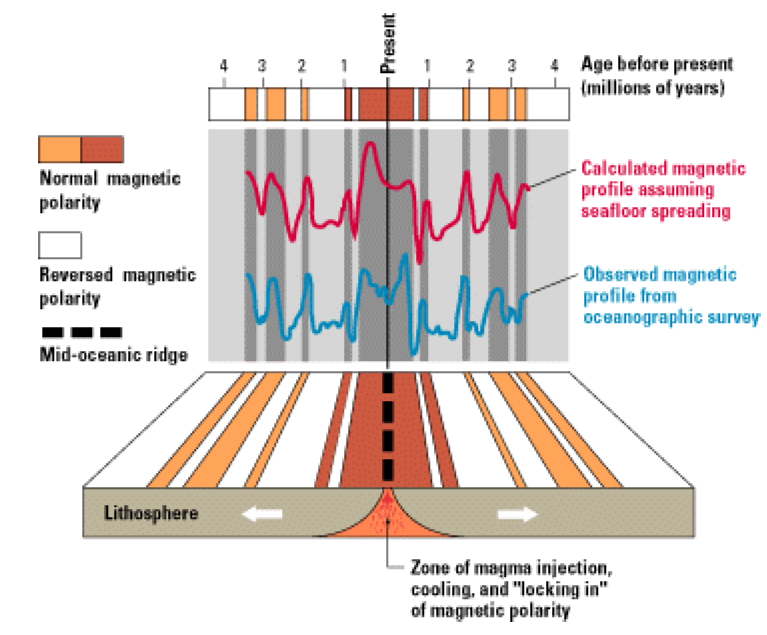 Present
4 3 2 1 1 2 3 4
Age before present
(millions of years)
Normal magnetic
polarity
Reversed magnetic
polarity
Mid-oceanic ridge
Calculated magnetic
profile assuming
seafloor spreading
Observed magnetic
profile from
oceanographic survey
Lithosphere
Zone of magma injection,
cooling, and "locking in"
of magnetic polarity